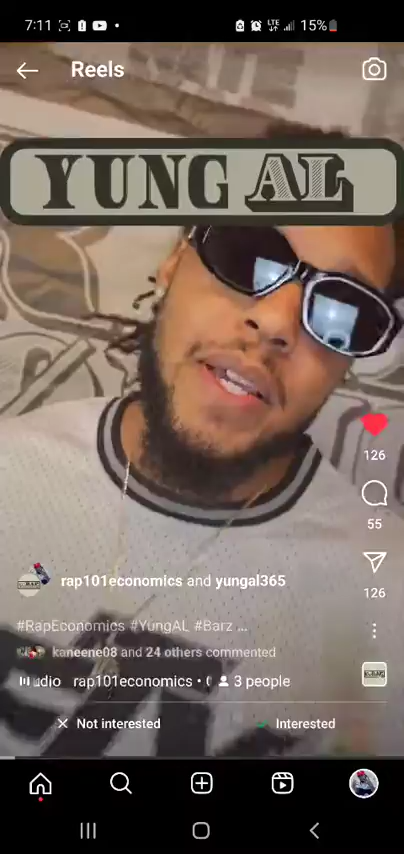 7:11
LTE
15%
Reels
YUNG AL
126
55
rap101economics and yungal365
126
#RapEconomics #YungAL #Barz ...
kaneene08 and 24 others commented
rap101economics • 3 people
Not interested
Interested